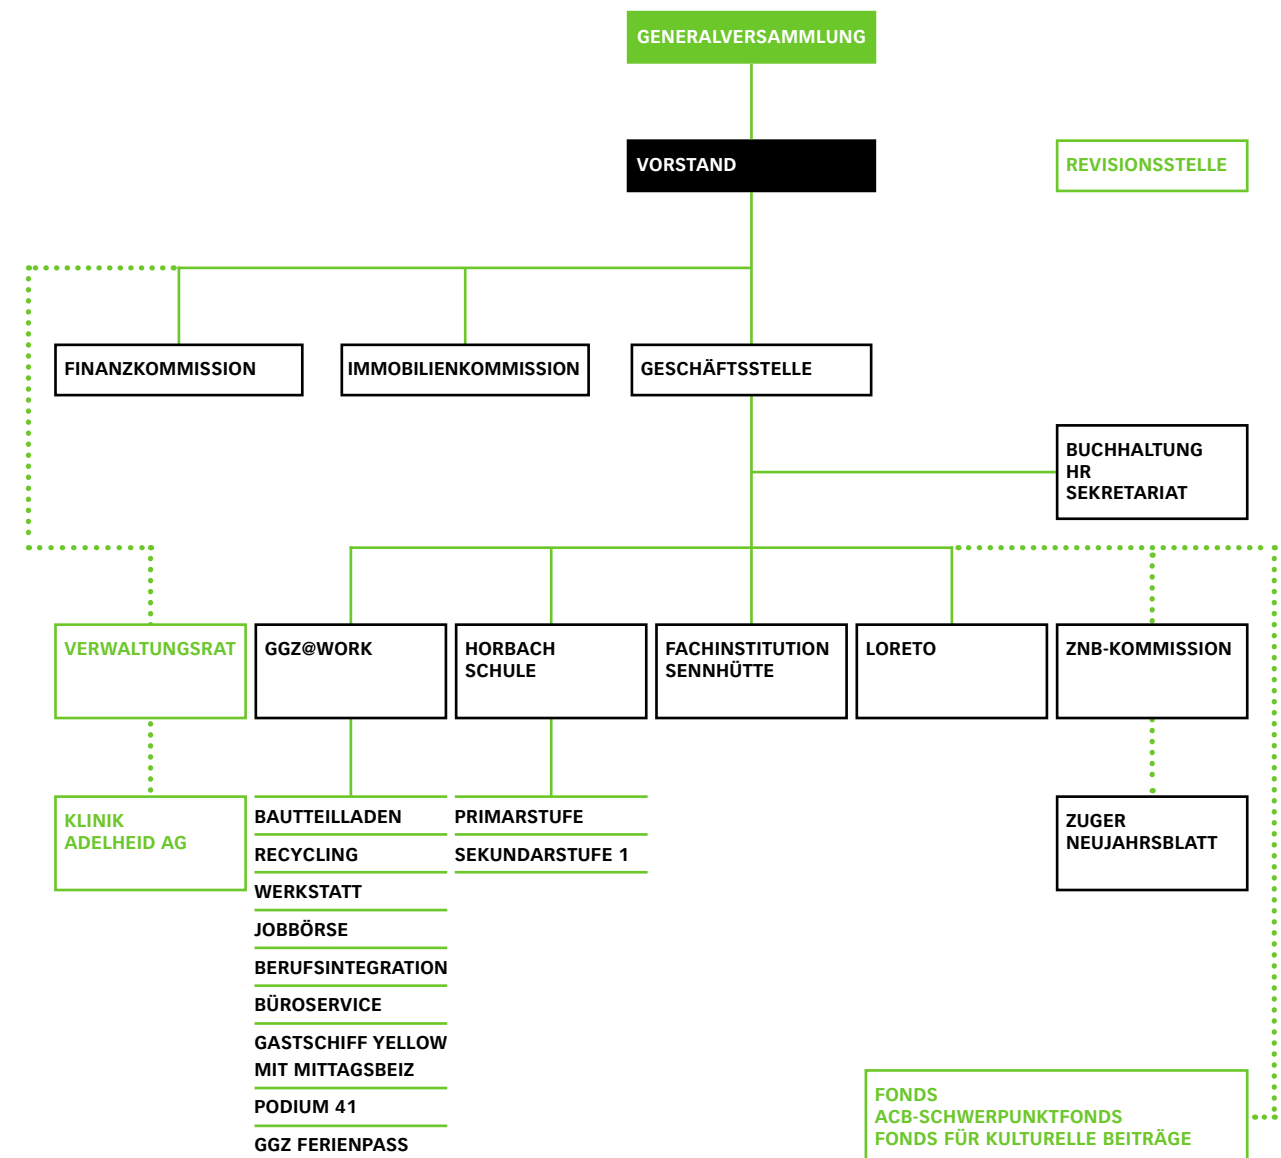 GENERALVERSAMMLUNG
VORSTAND
REVISIONSSTELLE
FINANZKOMMISSION
IMMOBILIENKOMMISSION
GESCHÄFTSSTELLE
BUCHHALTUNG
HR
SEKRETARIAT
VERWALTUNGSRAT
GGZ@WORK
HORBACH
SCHULE
FACHINSTITUTION
SENNHÜTTE
LORETO
ZNB-KOMMISSION
KLINIK
ADELHEID AG
BAUTTEILLADEN
RECYCLING
WERKSTATT
JOBBÖRSE
BERUFSINTEGRATION
BÜROSERVICE
GASTSCHIFF YELLOW
MIT MITTAGSBEIZ
PODIUM 41
GGZ FERIENPASS
PRIMARSTUFE
SEKUNDARSTUFE 1
ZUGER
NEUJAHRSBLATT
FONDS
ACB-SCHWERPUNKTFONDS
FONDS FÜR KULTURELLE BEITRÄGE